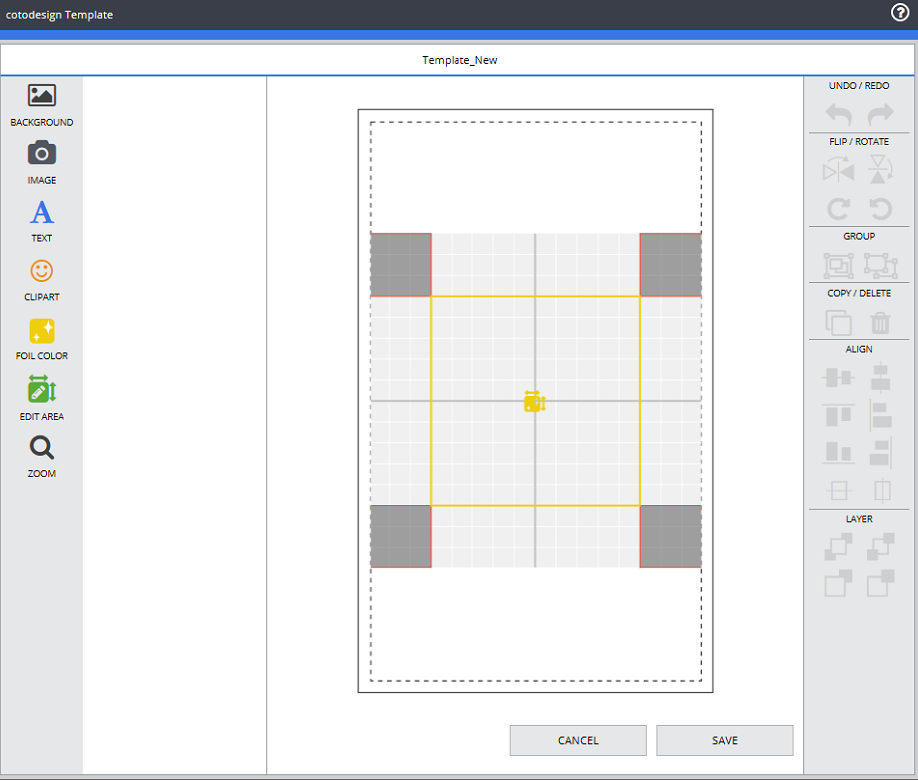 cotodesign Template
?
Template_New
BACKGROUND
IMAGE
A
TEXT
CLIPART
FOIL COLOR
EDIT AREA
ZOOM
UNDO / REDO
FLIP / ROTATE
GROUP
COPY / DELETE
ALIGN
LAYER
CANCEL
SAVE